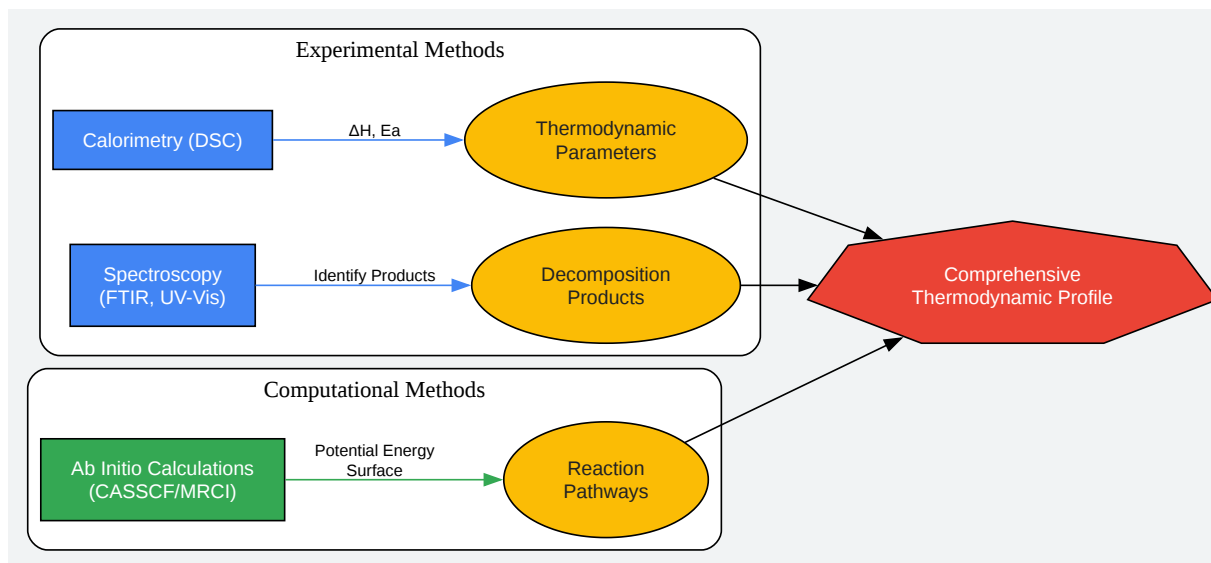 Experimental Methods
Calorimetry (DSC)
ΔH, Ea
Thermodynamic
Parameters
Spectroscopy
(FTIR, UV-Vis)
Identify Products
Decomposition
Products
Comprehensive
Thermodynamic Profile
Computational Methods
Ab Initio Calculations
(CASSCF/MRCI)
Potential Energy
Surface
Reaction
Pathways